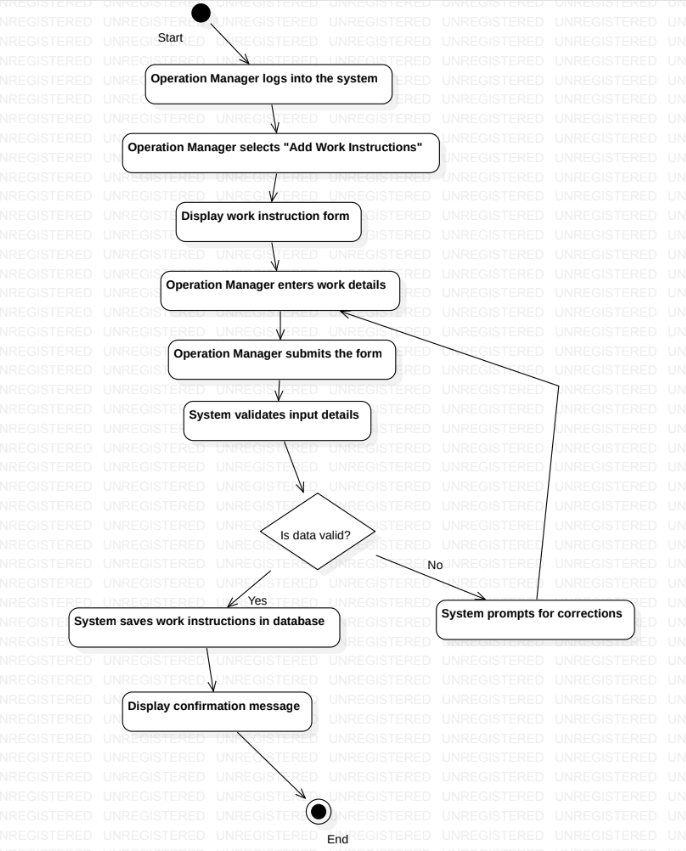 Start
Operation Manager logs into the system
Operation Manager selects "Add Work Instructions"
Display work instruction form
Operation Manager enters work details
Operation Manager submits the form
System validates input details
Is data valid?
No
Yes
System saves work instructions in database
System prompts for corrections
Display confirmation message
End
UNREGISTERED